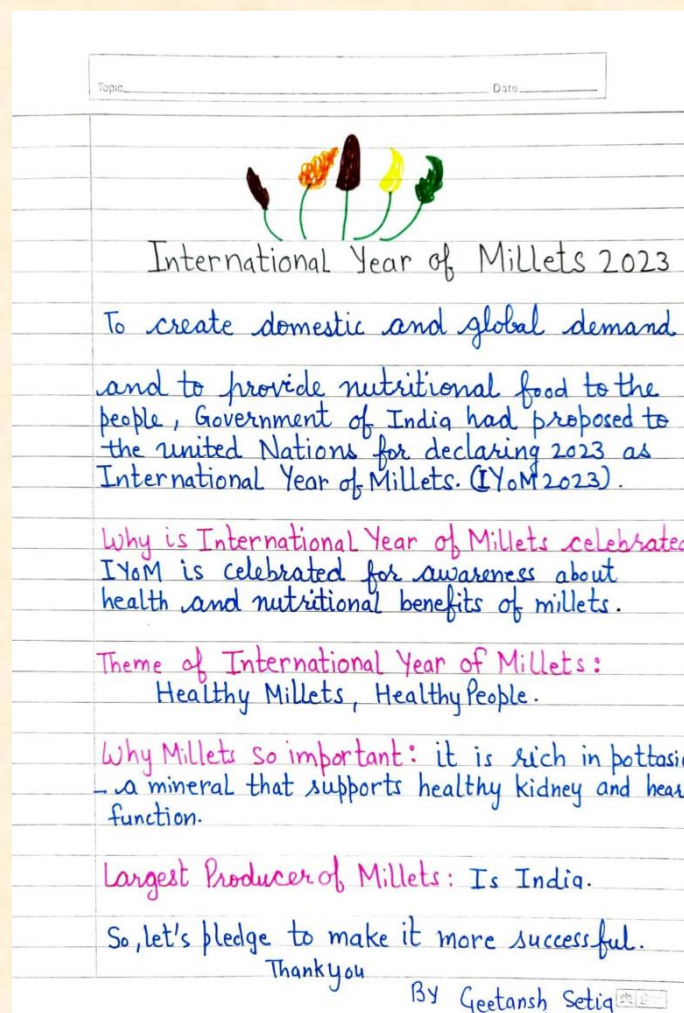 Topic Date
International Year of Millets 2023
To create domestic and global demand
and to provide nutritional food to the
people, Government of India had proposed to
the united Nations for declaring 2023 as
International Year of Millets. (IYoM2023).
Why is International Year of Millets celebrated
IYoM is celebrated for awareness about
health and nutritional benefits of millets.
Theme of International Year of Millets:
Healthy Millets, Healthy People.
Why Millets so important: it is rich in pottasi
- a mineral that supports healthy kidney and hear
function.
Largest Producer of Millets: Is India.
So, let's pledge to make it more successful.
Thankyou
By Geetansh Setia